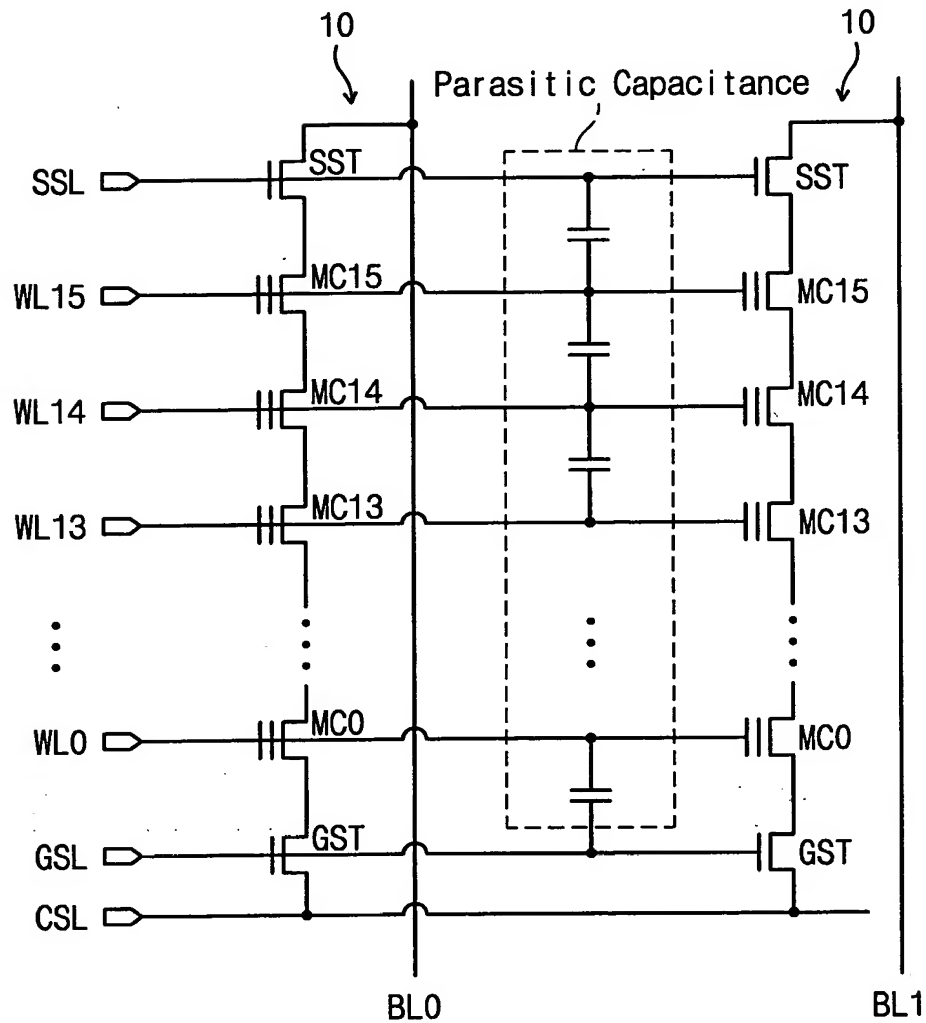 10 10
Parasitic Capacitance
SSL SST SST
WL15 MC15 MC15
WL14 MC14 MC14
WL13 MC13 MC13
WL0 MC0 MC0
GSL GST GST
CSL
BL0 BL1